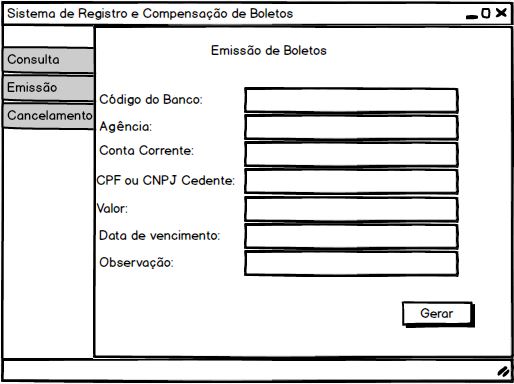 Sistema de Registro e Compensação de Boletos
Emissão de Boletos
Consulta
Emissão
Cancelamento
Código do Banco:
Agência:
Conta Corrente:
CPF ou CNPJ Cedente:
Valor:
Data de vencimento:
Observação:
Gerar